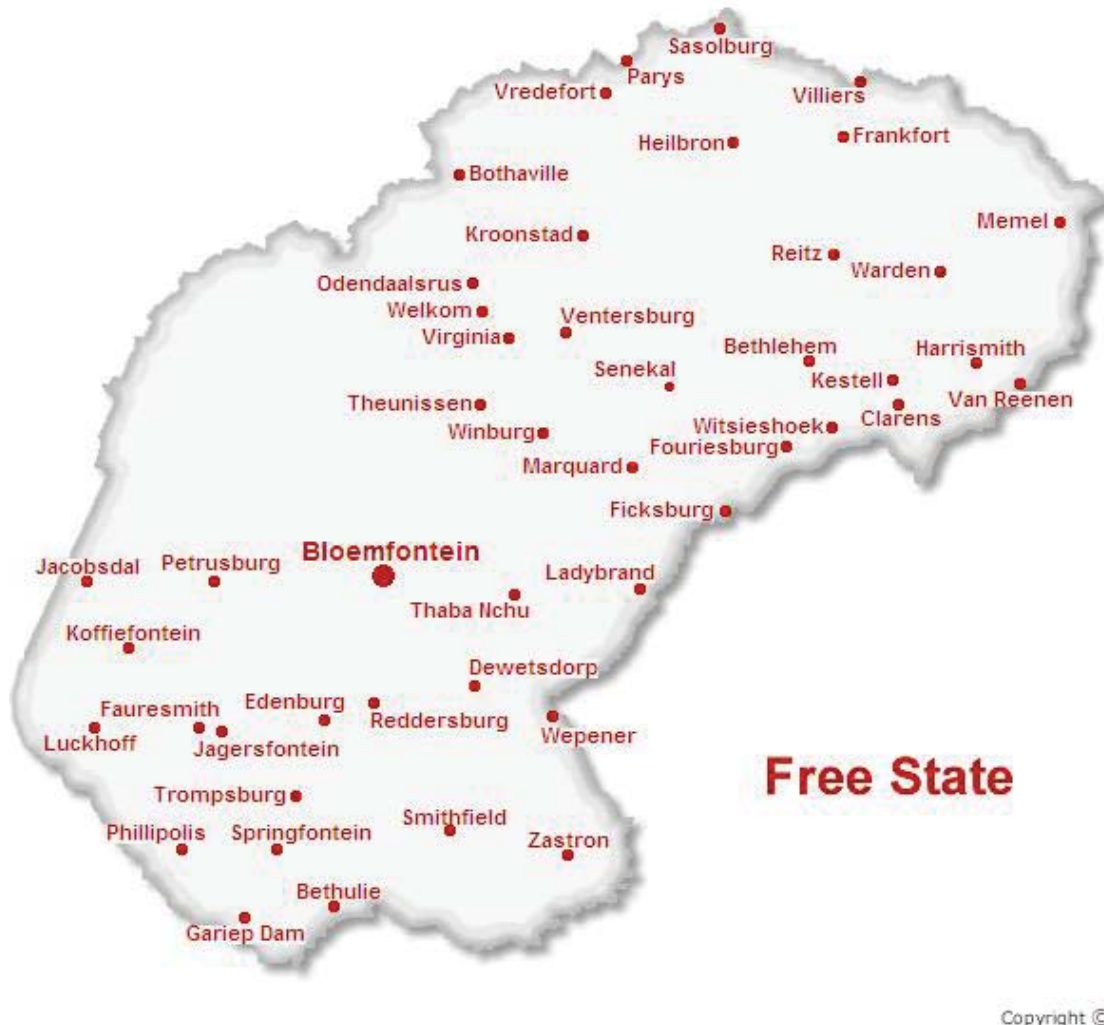 Sasolburg
Parys
Vredefort
Villiers
Frankfort
Heilbron
Bothaville
Memel
Kroonstad
Reitz
Warden
Odendaalsrus
Welkom
Ventersburg
Virginia
Bethlehem
Harrismith
Senekal
Kestell
Van Reenen
Theunissen
Clarens
Winburg
Witsieshoek
Fouriesburg
Marquard
Ficksburg
Bloemfontein
Jacobsdal
Petrusburg
Ladybrand
Thaba Nchu
Koffiefontein
Dewetsdorp
Edenburg
Fauresmith
Reddersburg
Wepener
Luckhoff
Jagersfontein
Free State
Trompsburg
Smithfield
Phillipolis
Springfontein
Zastron
Bethulie
Gariep Dam
Copyright ©